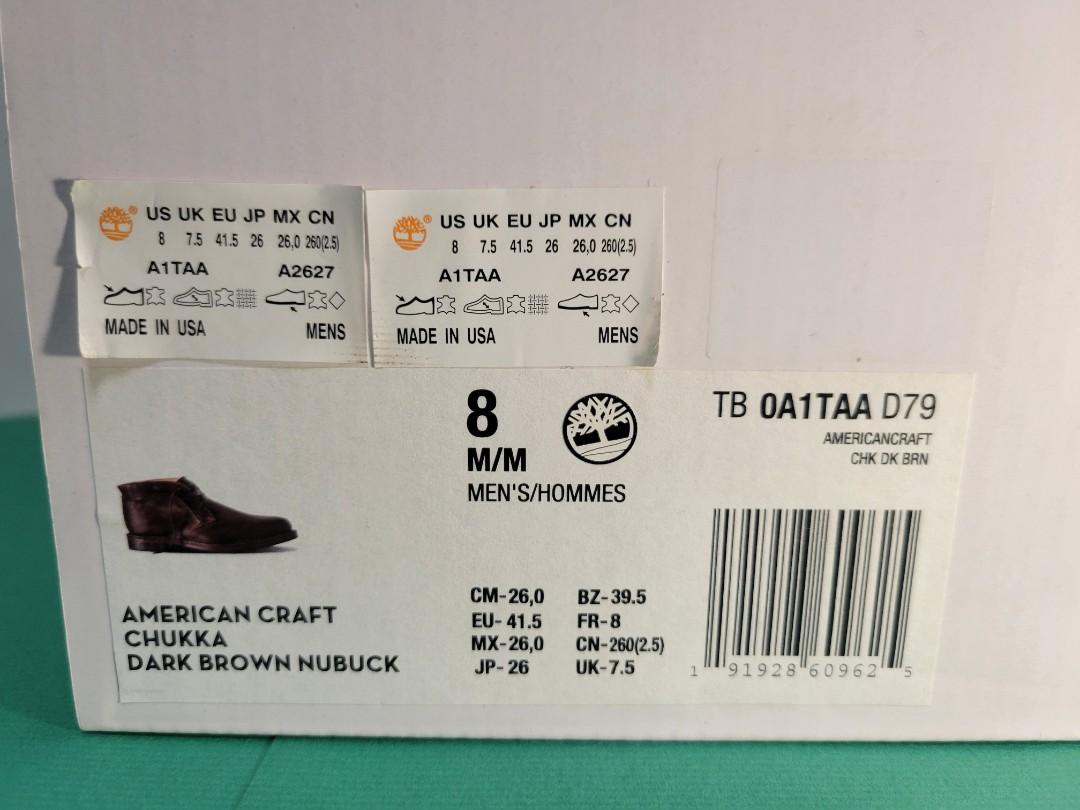 US UK EU JP MX CN
8 7.5 41.5 26 26,0 260(2.5)
A1TAA A2627
MADE IN USA MENS
US UK EU JP MX CN
8 7.5 41.5 26 26,0 260(2.5)
A1TAA A2627
MADE IN USA MENS
8
M/M
MEN'S/HOMMES
TB 0A1TAA D79
AMERICANCRAFT
CHK DK BRN
AMERICAN CRAFT
CHUKKA
DARK BROWN NUBUCK
CM-26,0 BZ-39.5
EU-41.5 FR-8
MX-26,0 CN-260(2.5)
JP-26 UK-7.5
1 91928 60962 5